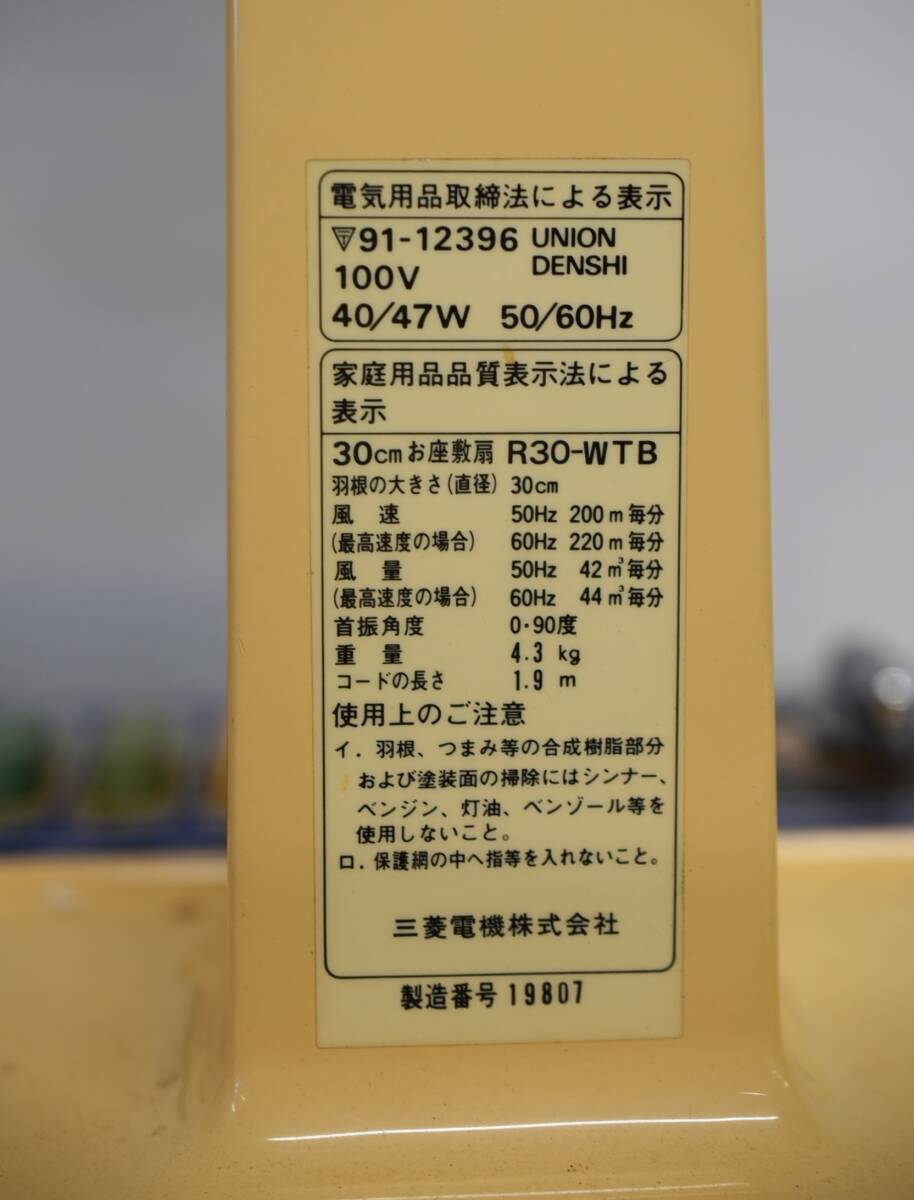 電気用品取締法による表示
91-12396 UNION DENSHI
100V
40/47W 50/60Hz
家庭用品品質表示法による
表示
30cmお座敷扇 R30-WTB
羽根の大きさ(直径) 30cm
風 速 50Hz 200m毎分
(最高速度の場合) 60Hz 220m毎分
風 量 50Hz 42m³毎分
(最高速度の場合) 60Hz 44m³毎分
首振角度 0・90度
重 量 4.3 kg
コードの長さ 1.9 m
使用上のご注意
イ. 羽根、つまみ等の合成樹脂部分
および塗装面の掃除にはシンナー、
ベンジン、灯油、ベンゾール等を
使用しないこと。
ロ. 保護網の中へ指等を入れないこと。
三菱電機株式会社
製造番号 19807